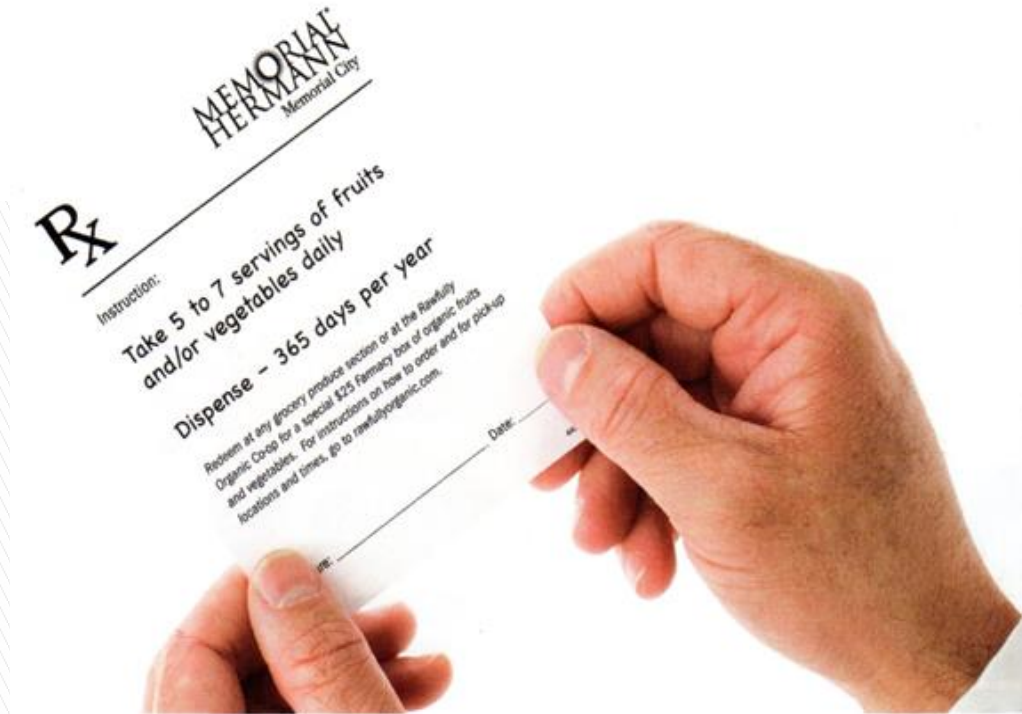 MEMORIAL
HERMANN
Memorial City
Rx
Instruction:
Take 5 to 7 servings of fruits
and/or vegetables daily
Dispense – 365 days per year
Redeem at any grocery produce section or at the Rawfully
Organic Co-op for a special $25 Farmacy box of organic fruits
and vegetables. For instructions on how to order and for pick-up
locations and times, go to rawfullyorganic.com.
Date: